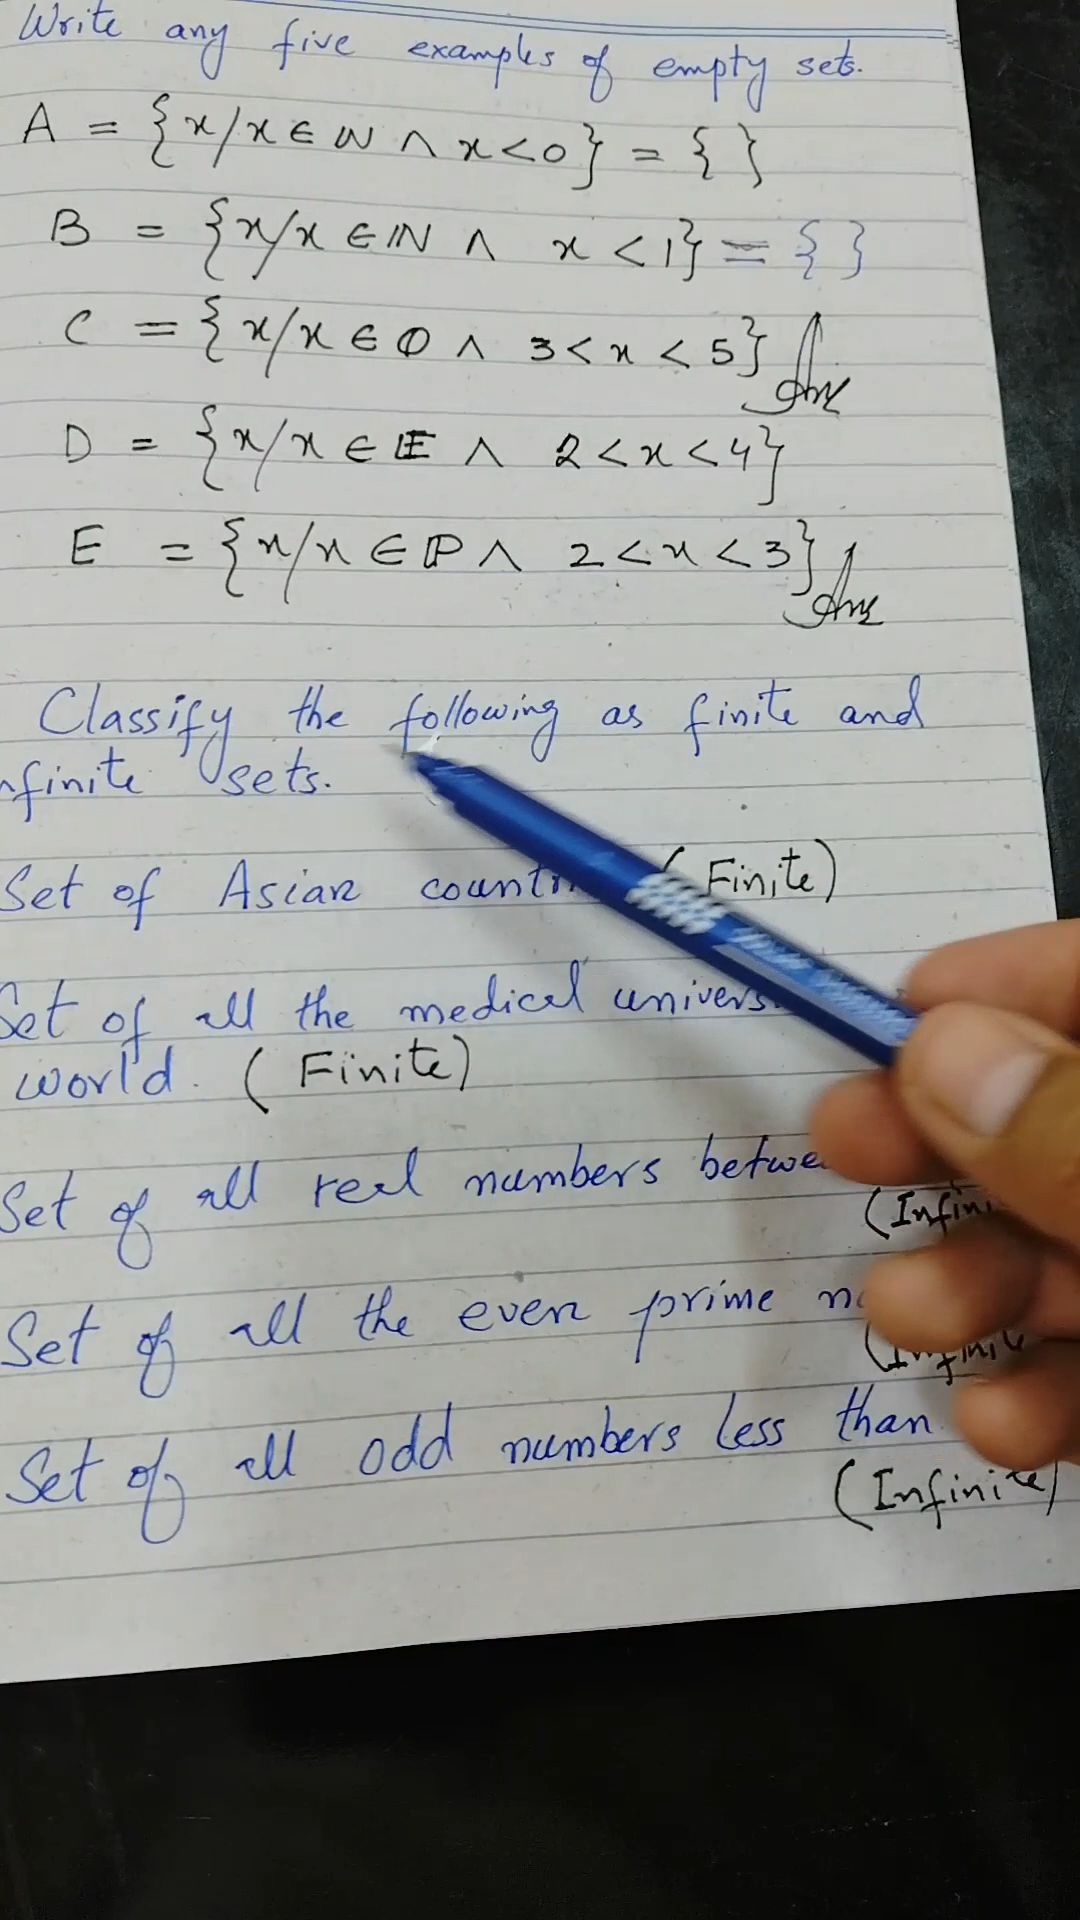 Write any five examples of empty sets.
A = {x/x ∈ W ∧ x<0} = { }
B = {x/x ∈ ℕ ∧ x < 1} = { }
C = {x/x ∈ O ∧ 3<x<5}
Ans
D = {x/x ∈ E ∧ 2<x<4}
E = {x/x ∈ ℙ ∧ 2<x<3}
Ans
Classify the following as finite and
nfinite sets.
Set of Asian (Finite)
Set of all the medical
world. (Finite)
Set of all real numbers
Set of all the even prime
Set of all odd numbers less than
(Infinite)